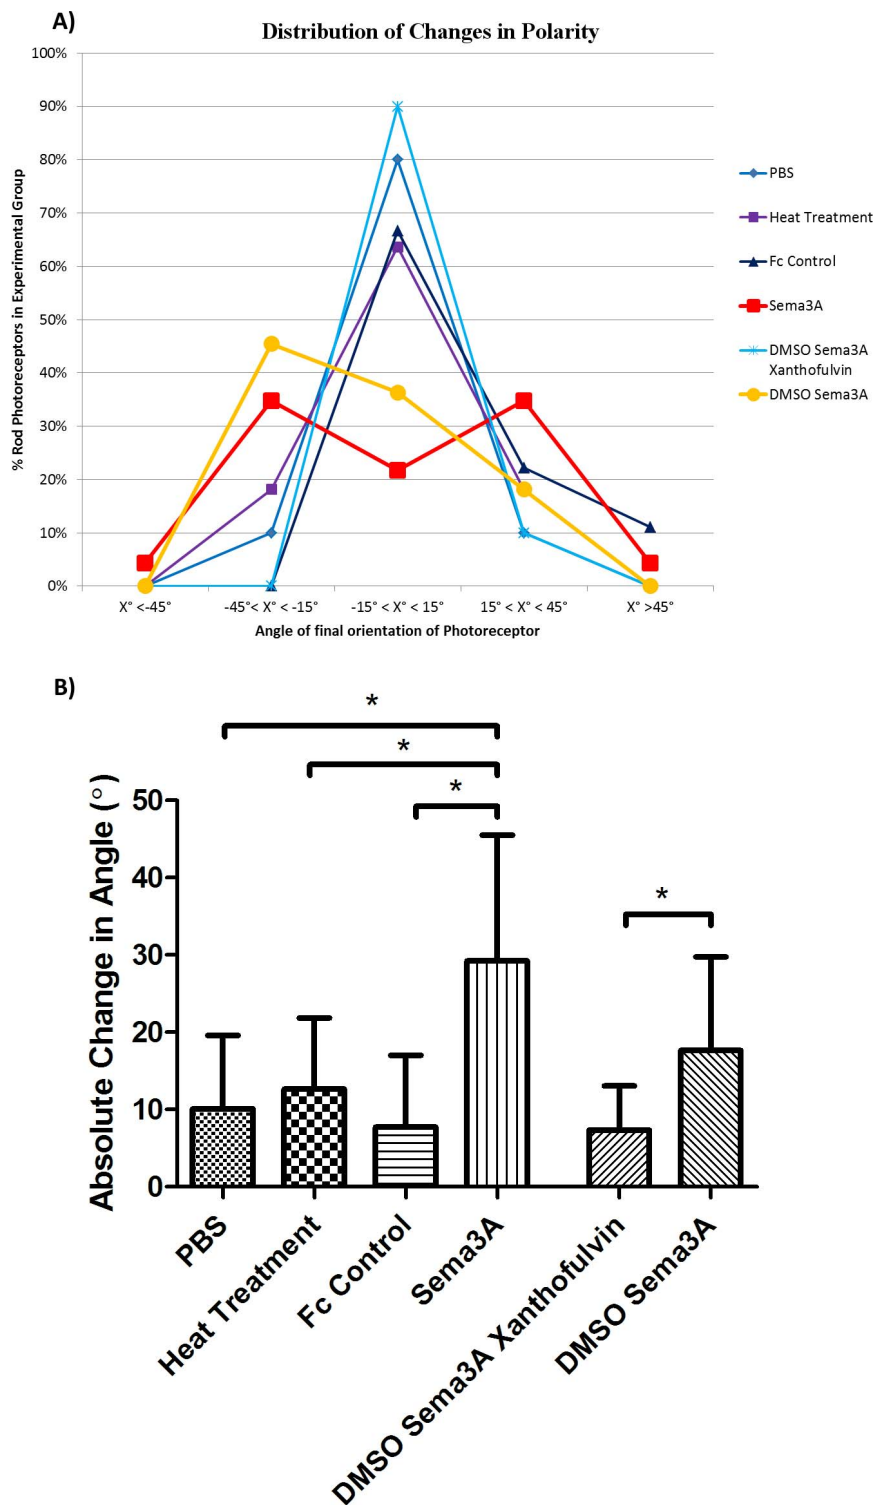 A)
Distribution of Changes in Polarity
100%
90%
80%
70%
60%
50%
40%
30%
20%
10%
0%
% Rod Photoreceptors in Experimental Group
X° <-45°
-45°< X° < -15°
-15° < X° < 15°
15° < X° < 45°
X° >45°
Angle of final orientation of Photoreceptor
PBS
Heat Treatment
Fc Control
Sema3A
DMSO Sema3A
Xanthofulvin
DMSO Sema3A
B)
*
*
*
*
Absolute Change in Angle (°)
50
40
30
20
10
0
PBS
Heat Treatment
Fc Control
Sema3A
DMSO Sema3A Xanthofulvin
DMSO Sema3A